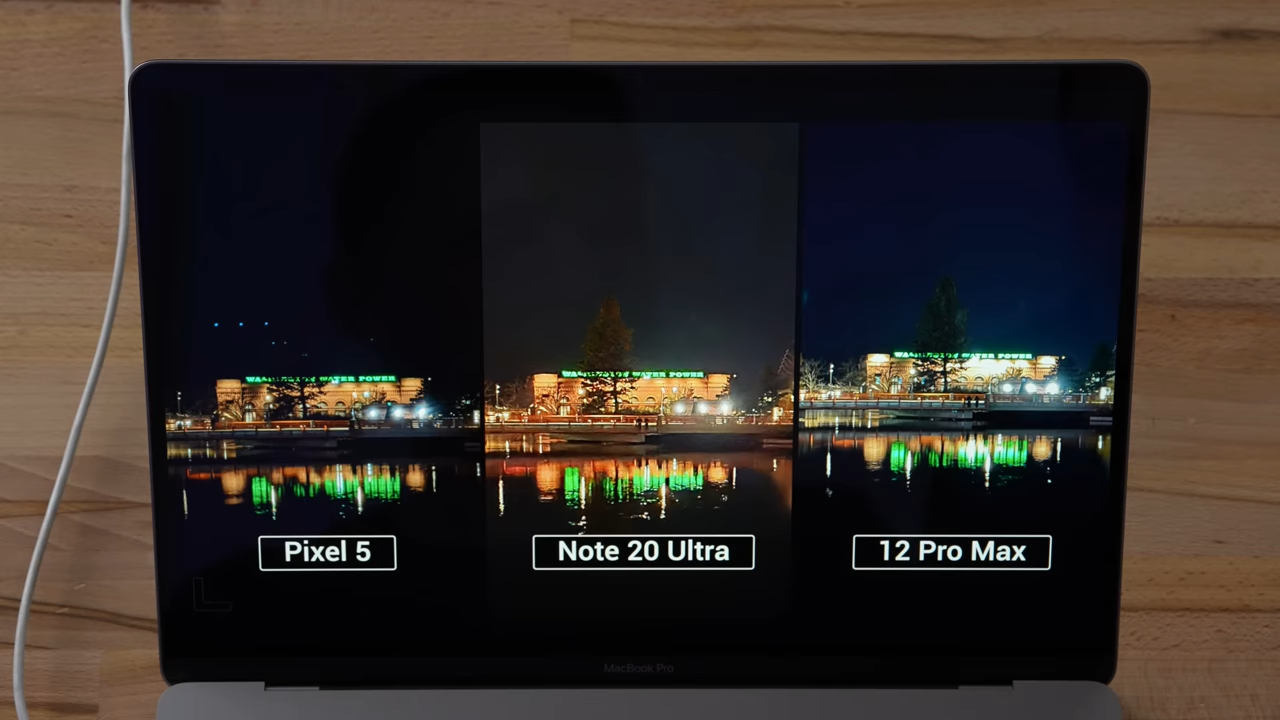 WASHINGTON WATER POWER
WASHINGTON WATER POWER
WASHINGTON WATER POWER
Pixel 5
Note 20 Ultra
12 Pro Max
MacBook Pro